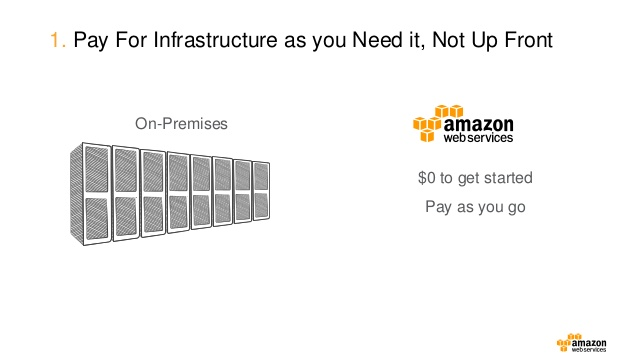 1. Pay For Infrastructure as you Need it, Not Up Front
On-Premises
amazon
web services
$0 to get started
Pay as you go
amazon
web services